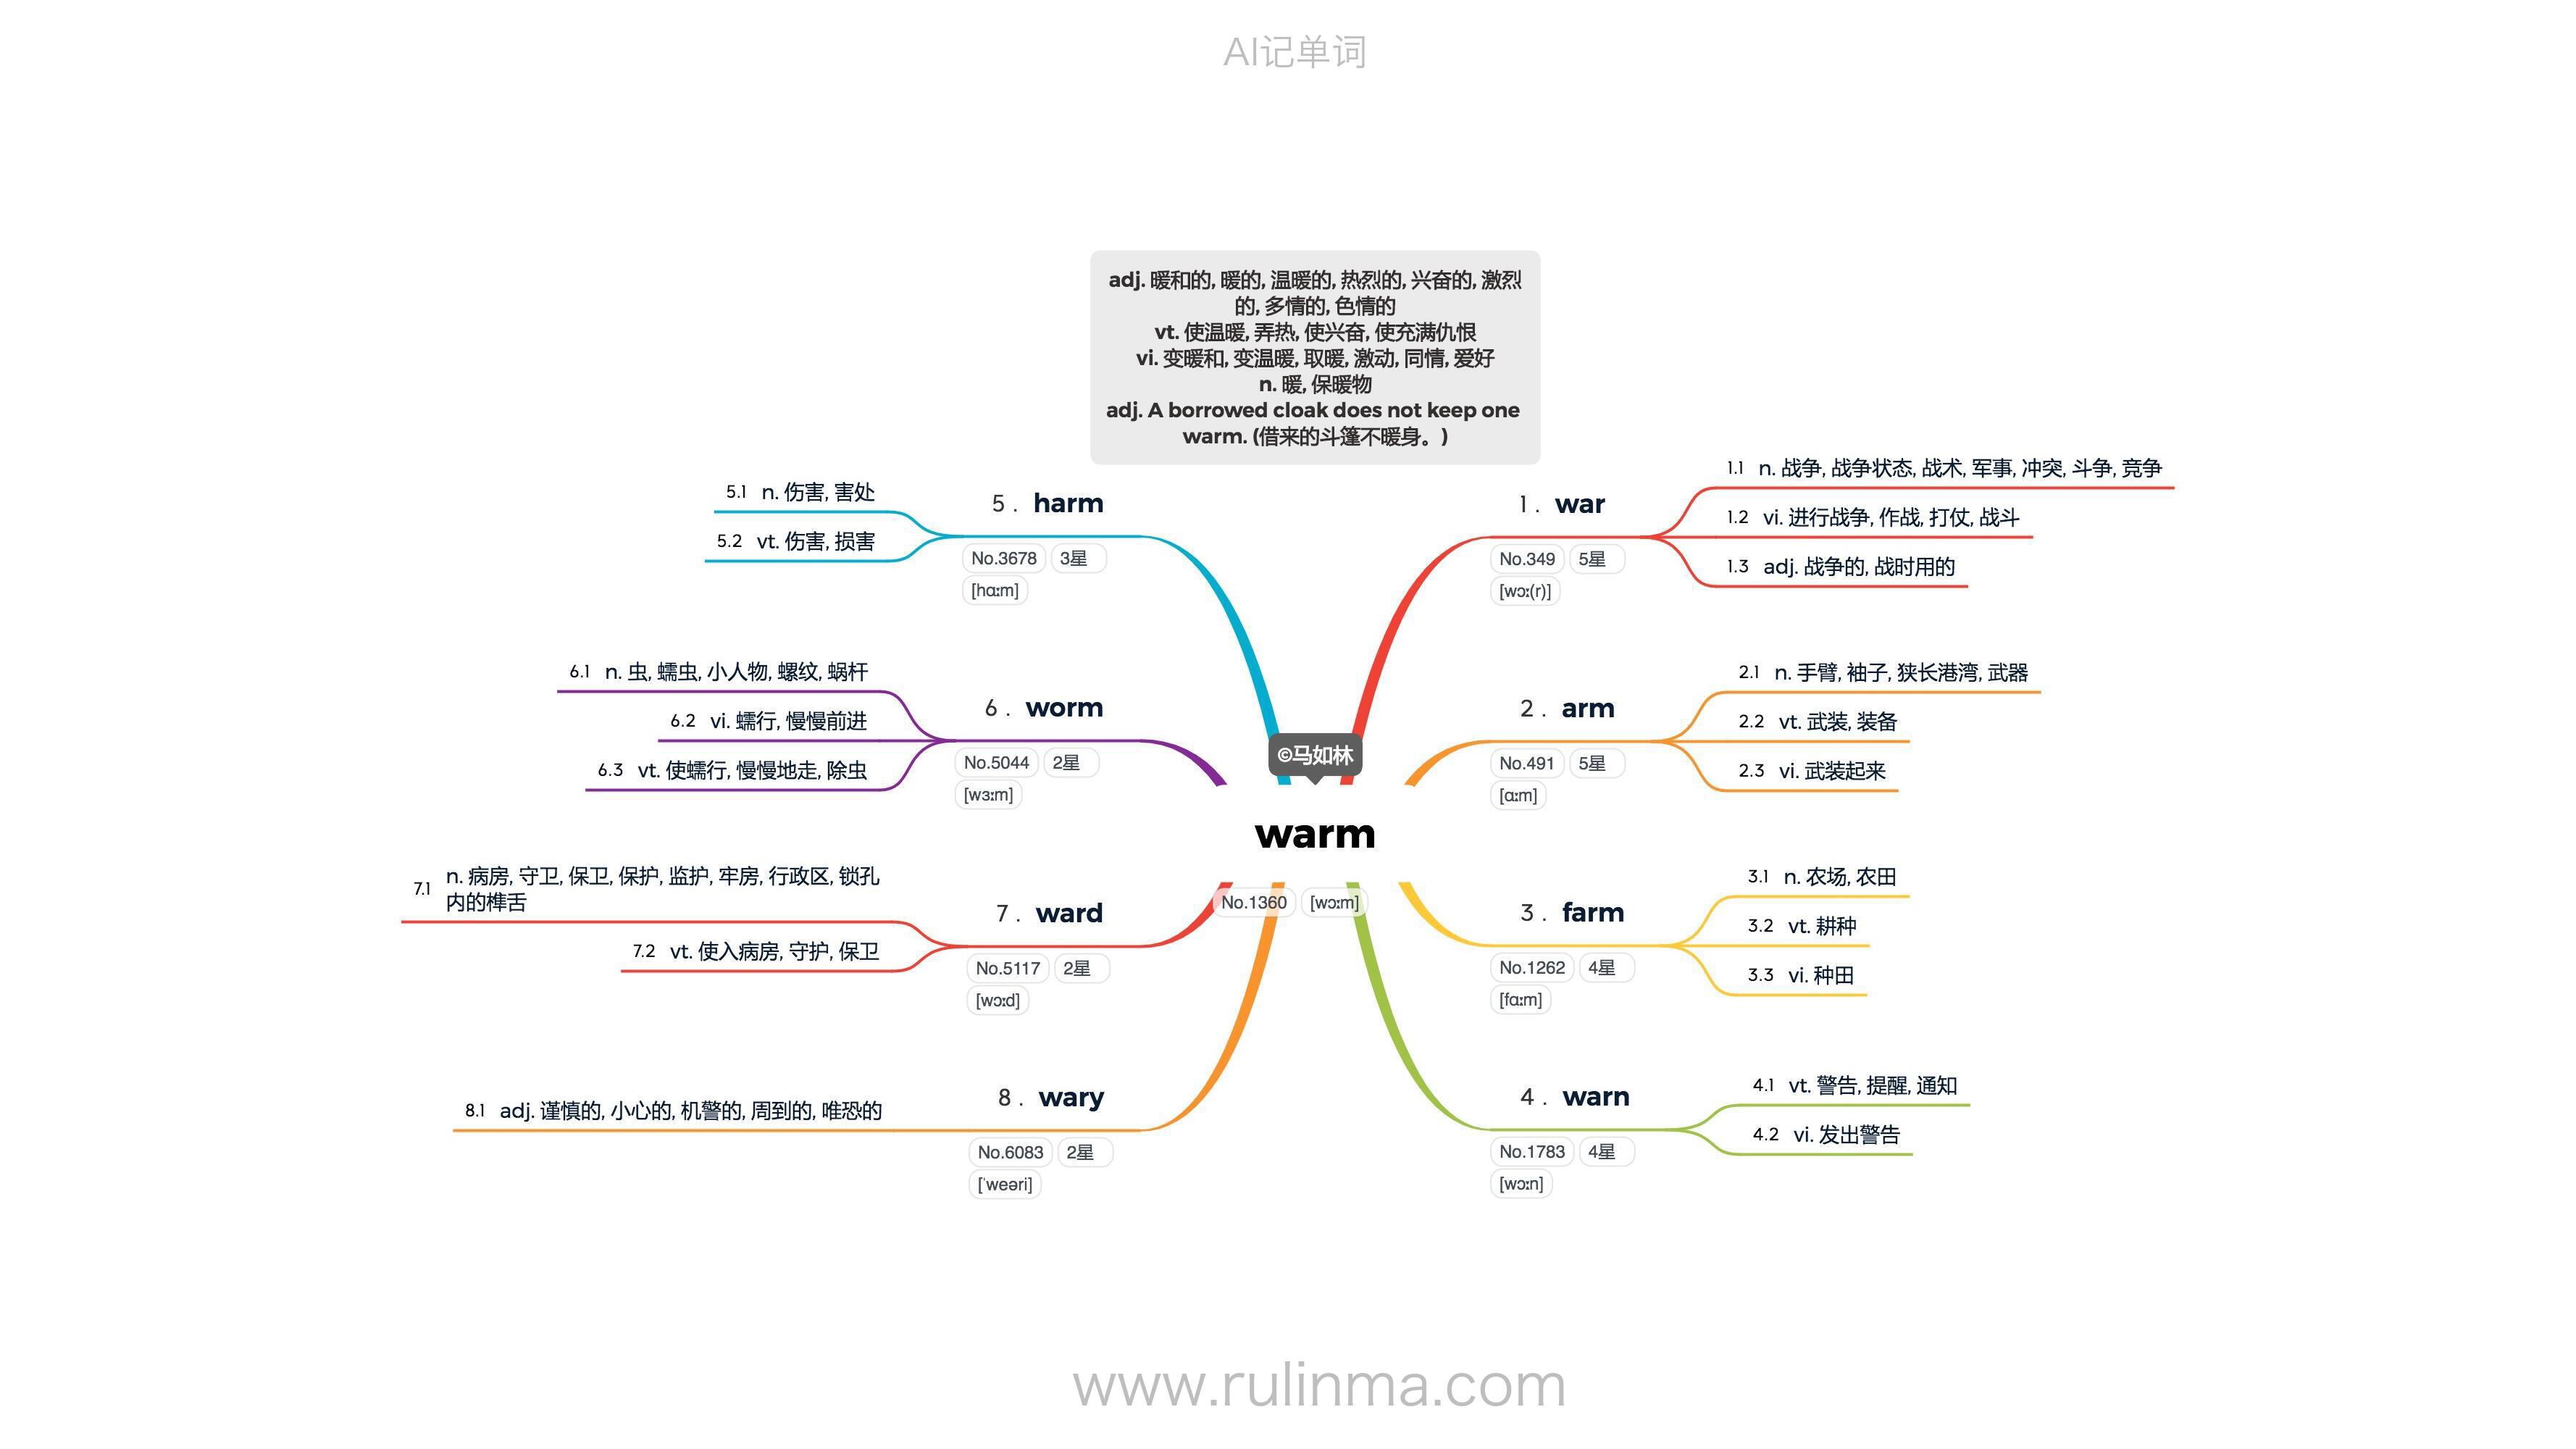 AI记单词
adj. 暖和的, 暖的, 温暖的, 热烈的, 兴奋的, 激烈
的, 多情的, 色情的
vt. 使温暖, 弄热, 使兴奋, 使充满仇恨
vi. 变暖和, 变温暖, 取暖, 激动, 同情, 爱好
n. 暖, 保暖物
adj. A borrowed cloak does not keep one
warm. (借来的斗篷不暖身。)
©马如林
warm
No.1360 [wɔːm]
1 . war
No.349 5星
[wɔː(r)]
1.1 n. 战争, 战争状态, 战术, 军事, 冲突, 斗争, 竞争
1.2 vi. 进行战争, 作战, 打仗, 战斗
1.3 adj. 战争的, 战时用的
2 . arm
No.491 5星
[ɑːm]
2.1 n. 手臂, 袖子, 狭长港湾, 武器
2.2 vt. 武装, 装备
2.3 vi. 武装起来
3 . farm
No.1262 4星
[fɑːm]
3.1 n. 农场, 农田
3.2 vt. 耕种
3.3 vi. 种田
4 . warn
No.1783 4星
[wɔːn]
4.1 vt. 警告, 提醒, 通知
4.2 vi. 发出警告
5 . harm
No.3678 3星
[hɑːm]
5.1 n. 伤害, 害处
5.2 vt. 伤害, 损害
6 . worm
No.5044 2星
[wɜːm]
6.1 n. 虫, 蠕虫, 小人物, 螺纹, 蜗杆
6.2 vi. 蠕行, 慢慢前进
6.3 vt. 使蠕行, 慢慢地走, 除虫
7 . ward
No.5117 2星
[wɔːd]
7.1 n. 病房, 守卫, 保卫, 保护, 监护, 牢房, 行政区, 锁孔
内的榫舌
7.2 vt. 使入病房, 守护, 保卫
8 . wary
No.6083 2星
[ˈweəri]
8.1 adj. 谨慎的, 小心的, 机警的, 周到的, 唯恐的
www.rulinma.com